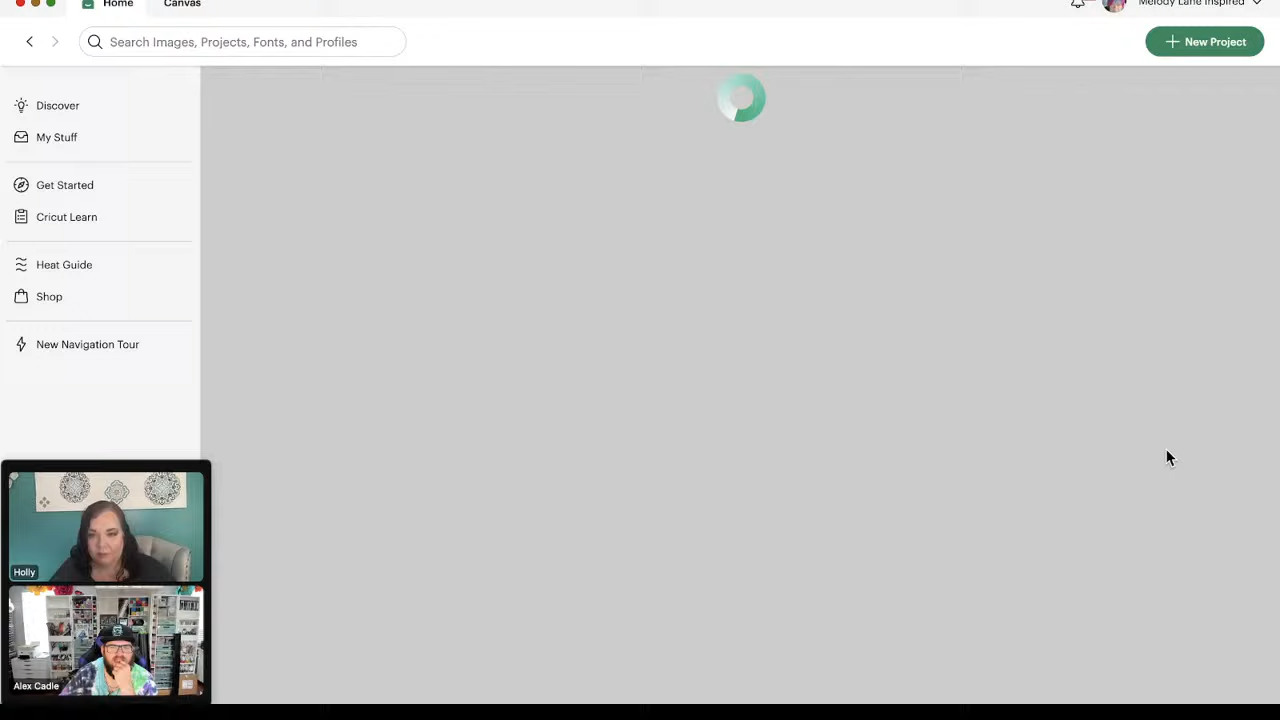 Home
Canvas
Melody Lane Inspired
Search Images, Projects, Fonts, and Profiles
New Project
Discover
My Stuff
Get Started
Cricut Learn
Heat Guide
Shop
New Navigation Tour
Holly
Alex Cadle